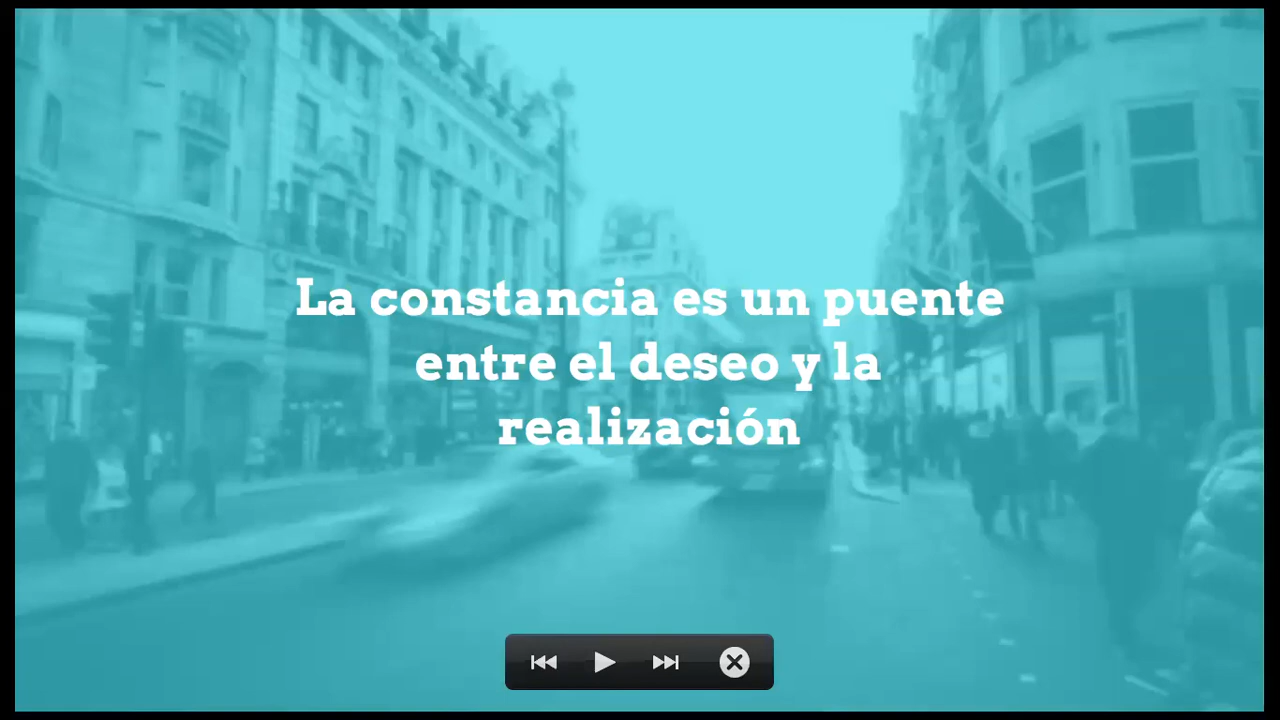 La constancia es un puente
entre el deseo y la
realización